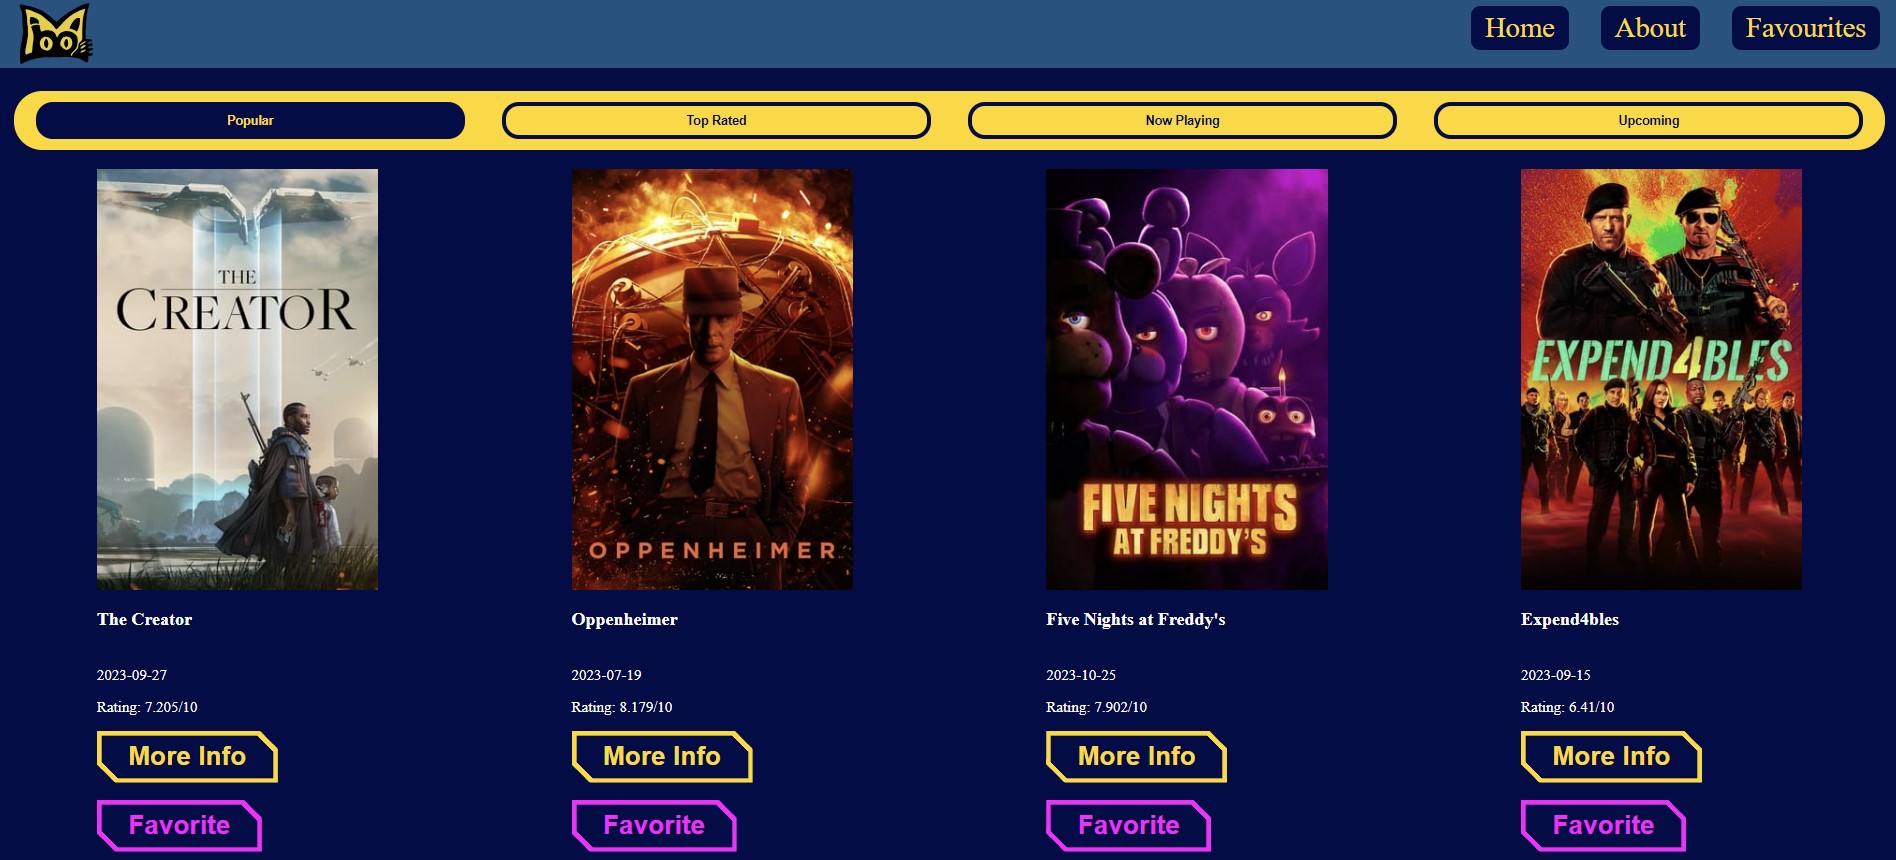 Moo
Home
About
Favourites
Popular
Top Rated
Now Playing
Upcoming
THE
CREATOR
OPPENHEIMER
FIVE NIGHTS
AT FREDDY'S
EXPEND4BLES
The Creator
2023-09-27
Rating: 7.205/10
More Info
Favorite
Oppenheimer
2023-07-19
Rating: 8.179/10
More Info
Favorite
Five Nights at Freddy's
2023-10-25
Rating: 7.902/10
More Info
Favorite
Expend4bles
2023-09-15
Rating: 6.41/10
More Info
Favorite